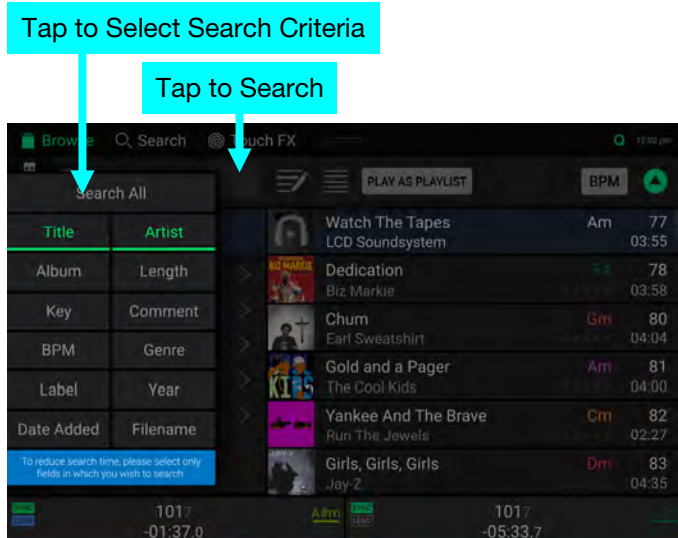 Tap to Select Search Criteria
Tap to Search
Browse Search Touch FX 12:02 pm
Search All PLAY AS PLAYLIST BPM
Title Artist Watch The Tapes Am 77
LCD Soundsystem 03:55
Album Length Dedication 78
Biz Markie 03:58
Key Comment Chum Gm 80
Earl Sweatshirt 04:04
BPM Genre Gold and a Pager Am 81
The Cool Kids 04:00
Label Year Yankee And The Brave Cm 82
Date Added Filename Run The Jewels 02:27
To reduce search time, please select only
fields in which you wish to search
Girls, Girls, Girls Dm 83
Jay-Z 04:35
SYNC 1017 A#m SYNC 1017
LEAD -01:37.0 LEAD -05:33.7